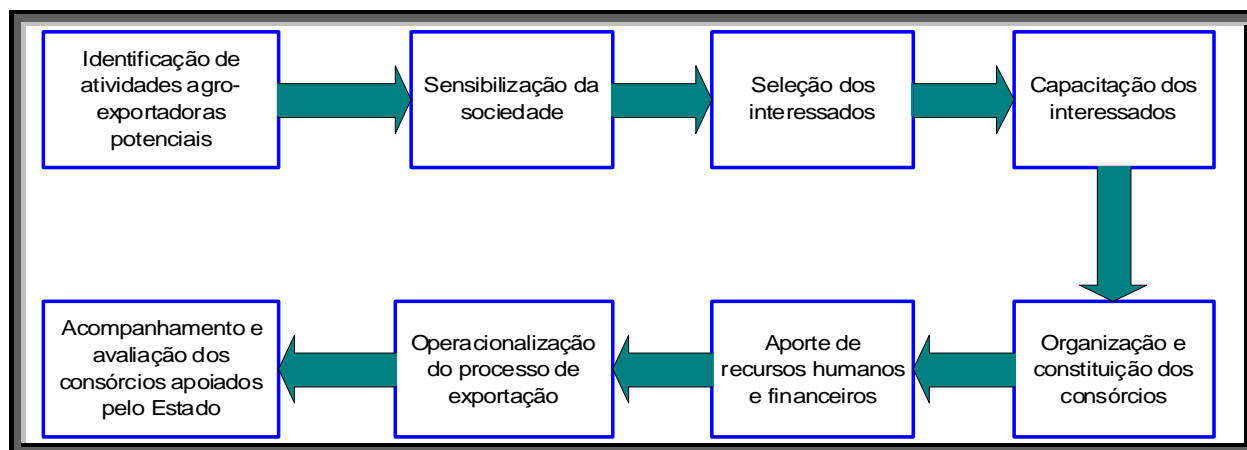 Identificação de
atividades agro-
exportadoras
potenciais
Sensibilização da
sociedade
Seleção dos
interessados
Capacitação dos
interessados
Organização e
constituição dos
consórcios
Aporte de
recursos humanos
e financeiros
Operacionalização
do processo de
exportação
Acompanhamento e
avaliação dos
consórcios apoiados
pelo Estado